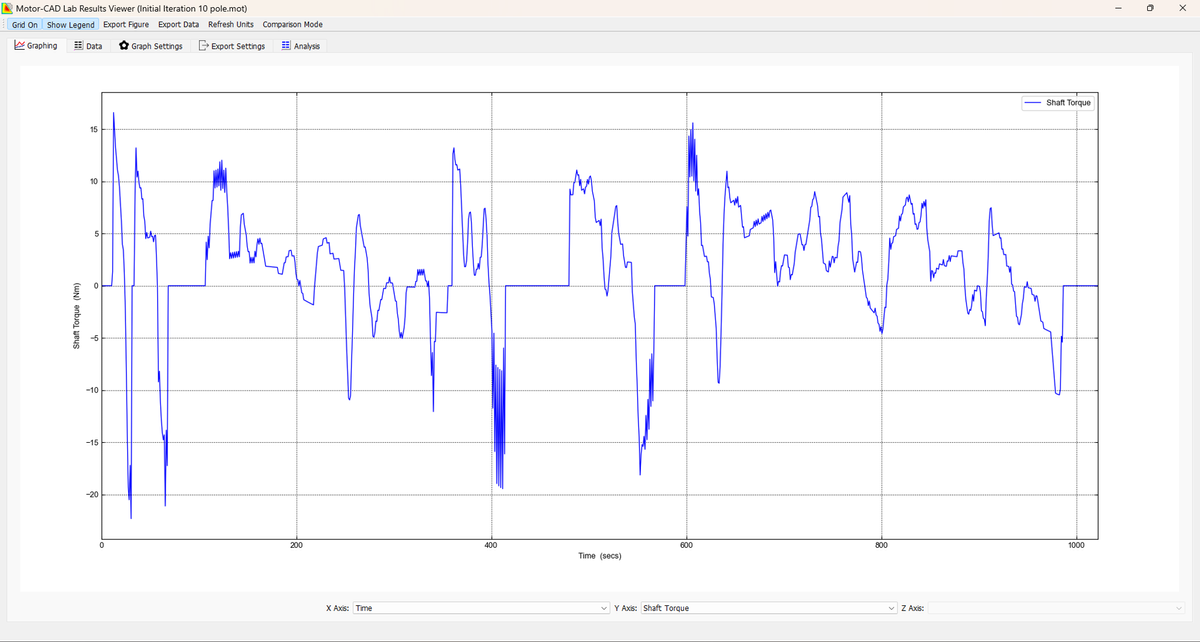 Motor-CAD Lab Results Viewer (Initial Iteration 10 pole.mot)
Grid On Show Legend Export Figure Export Data Refresh Units Comparison Mode
Graphing Data Graph Settings Export Settings Analysis
Shaft Torque
15
10
5
0
−5
−10
−15
−20
Shaft Torque (Nm)
0 200 400 600 800 1000
Time (secs)
X Axis: Time Y Axis: Shaft Torque Z Axis: